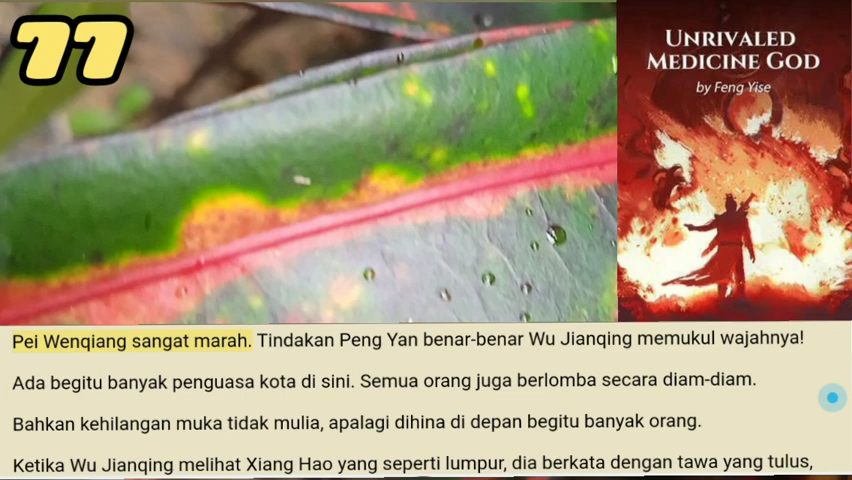 77
UNRIVALED
MEDICINE GOD
by Feng Yise
Pei Wenqiang sangat marah. Tindakan Peng Yan benar-benar Wu Jianqing memukul wajahnya!
Ada begitu banyak penguasa kota di sini. Semua orang juga berlomba secara diam-diam.
Bahkan kehilangan muka tidak mulia, apalagi dihina di depan begitu banyak orang.
Ketika Wu Jianqing melihat Xiang Hao yang seperti lumpur, dia berkata dengan tawa yang tulus,